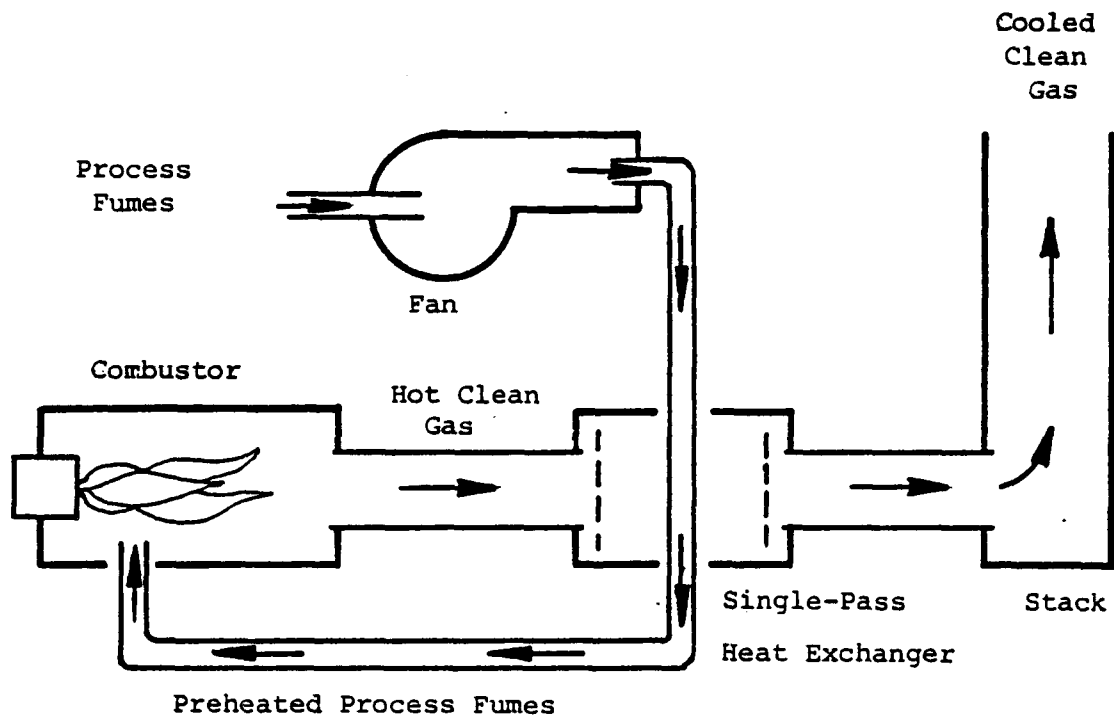 Cooled
Clean
Gas
Process
Fumes
Fan
Combustor
Hot Clean
Gas
Single-Pass
Heat Exchanger
Stack
Preheated Process Fumes